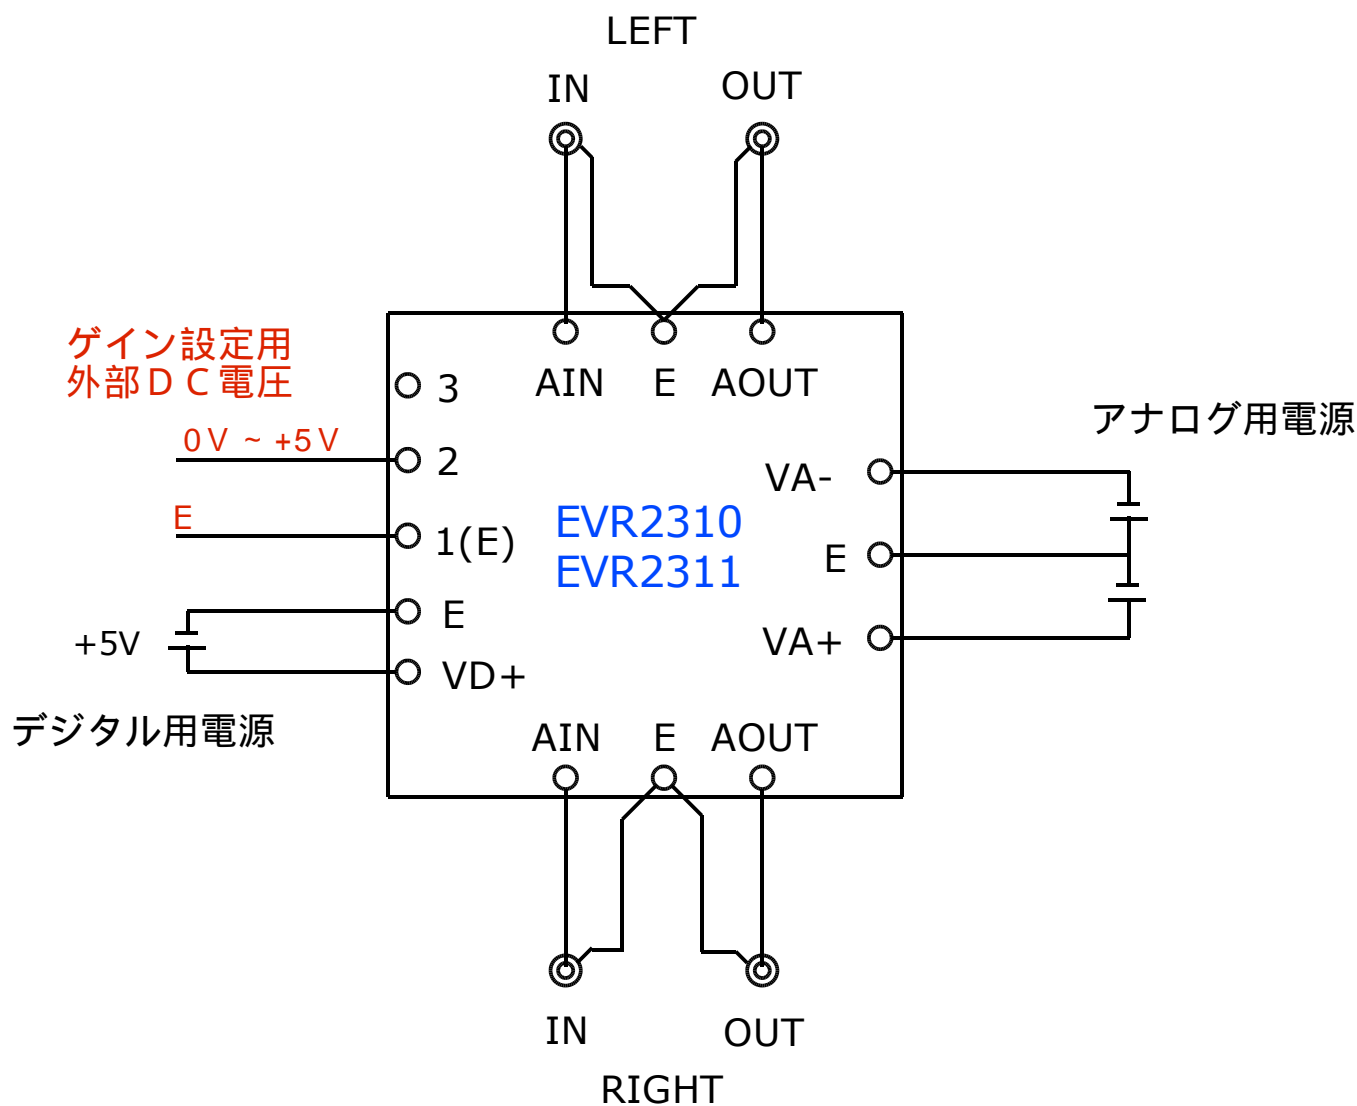 LEFT
IN
OUT
ゲイン設定用
外部ＤＣ電圧
0Ｖ ~ +5Ｖ
E
3
2
1(E)
E
VD+
+5V
デジタル用電源
AIN
E
AOUT
EVR2310
EVR2311
VA-
E
VA+
アナログ用電源
AIN
E
AOUT
IN
OUT
RIGHT